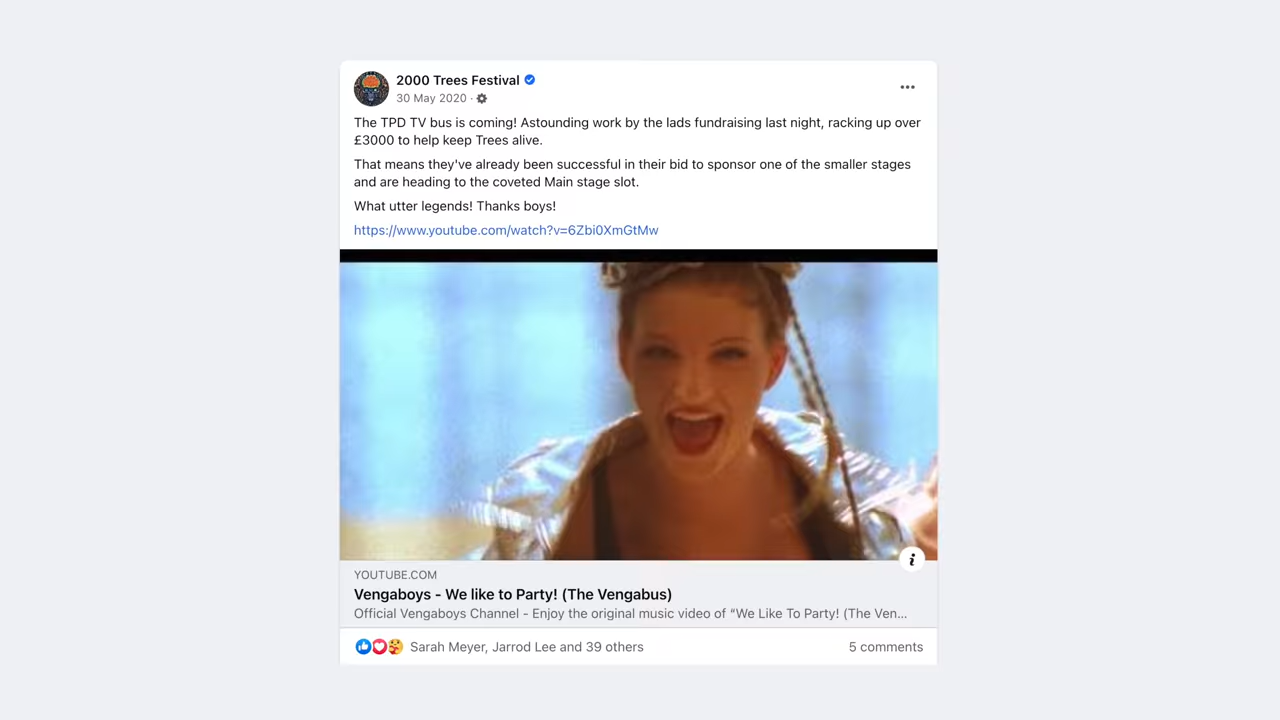 2000 Trees Festival
30 May 2020 ·
The TPD TV bus is coming! Astounding work by the lads fundraising last night, racking up over
£3000 to help keep Trees alive.
That means they've already been successful in their bid to sponsor one of the smaller stages
and are heading to the coveted Main stage slot.
What utter legends! Thanks boys!
https://www.youtube.com/watch?v=6Zbi0XmGtMw
YOUTUBE.COM
Vengaboys - We like to Party! (The Vengabus)
Official Vengaboys Channel - Enjoy the original music video of “We Like To Party! (The Ven...
Sarah Meyer, Jarrod Lee and 39 others
5 comments